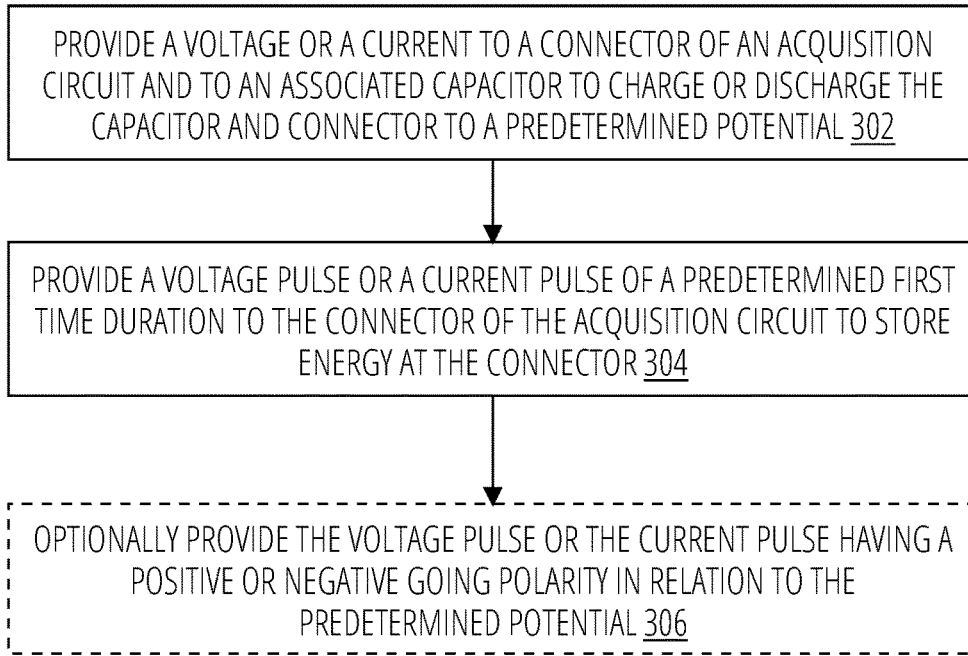 PROVIDE A VOLTAGE OR A CURRENT TO A CONNECTOR OF AN ACQUISITION
CIRCUIT AND TO AN ASSOCIATED CAPACITOR TO CHARGE OR DISCHARGE THE
CAPACITOR AND CONNECTOR TO A PREDETERMINED POTENTIAL 302
PROVIDE A VOLTAGE PULSE OR A CURRENT PULSE OF A PREDETERMINED FIRST
TIME DURATION TO THE CONNECTOR OF THE ACQUISITION CIRCUIT TO STORE
ENERGY AT THE CONNECTOR 304
OPTIONALLY PROVIDE THE VOLTAGE PULSE OR THE CURRENT PULSE HAVING A
POSITIVE OR NEGATIVE GOING POLARITY IN RELATION TO THE
PREDETERMINED POTENTIAL 306